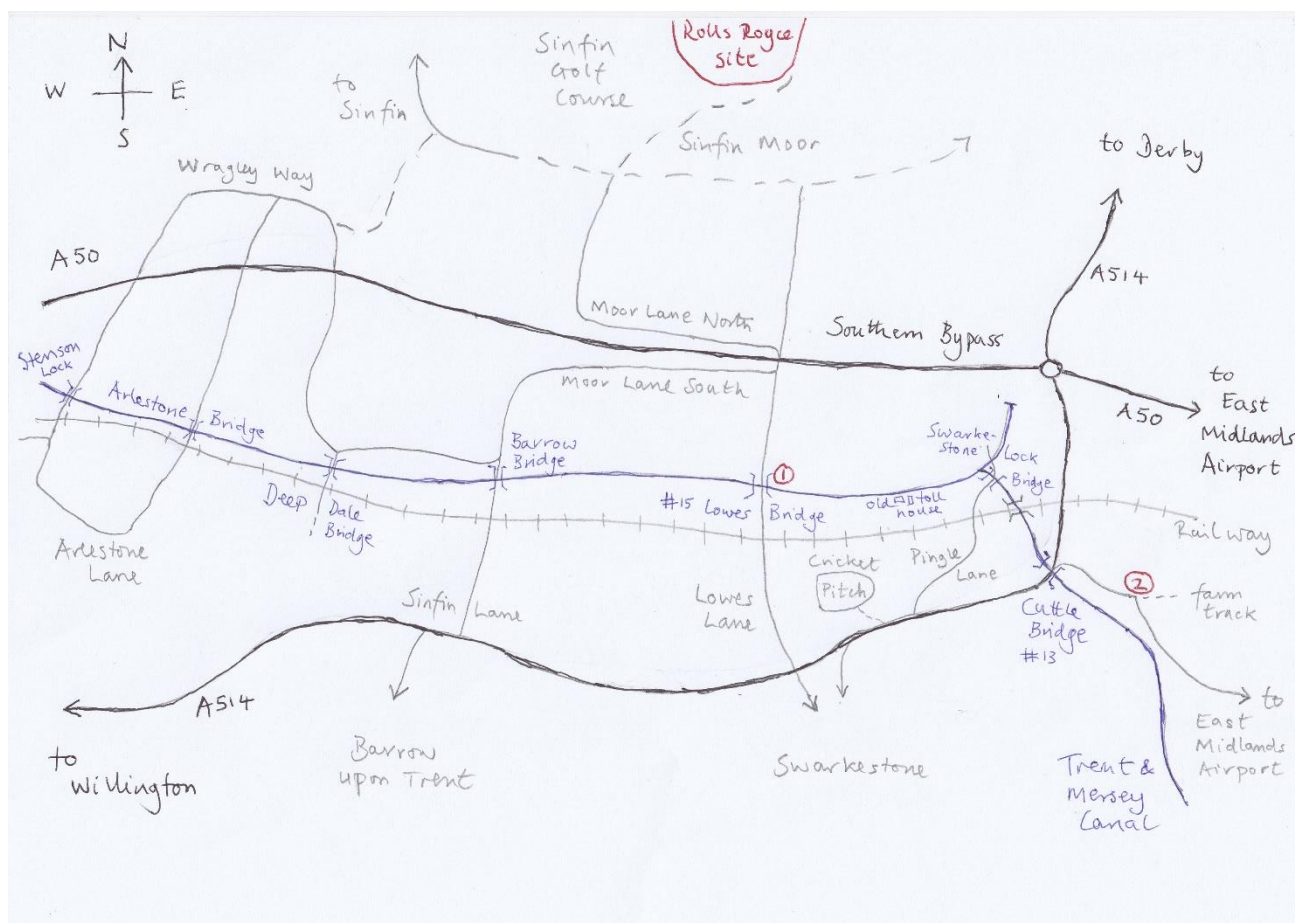 N
W E
S
to
Sinfin
Sinfin
Golf
Course
Rolls Royce
site
Sinfin Moor
to Derby
Wragley Way
A50
A514
Moor Lane North
Southern Bypass
Moor Lane South
to
East
Midlands
Airport
A50
Stenson
Lock
Arlestone Bridge
Barrow
Bridge
Swarke-
stone Lock
Bridge
1
#15 Lowes Bridge
old toll
house
Deep Dale
Bridge
Railway
Arlestone
Lane
Cricket
Pitch
Pingle
Lane
2
farm
track
Sinfin Lane
Lowes
Lane
Cuttle
Bridge
#13
A514
to
Willington
Barrow
upon Trent
Swarkestone
Trent &
Mersey
Canal
to
East
Midlands
Airport